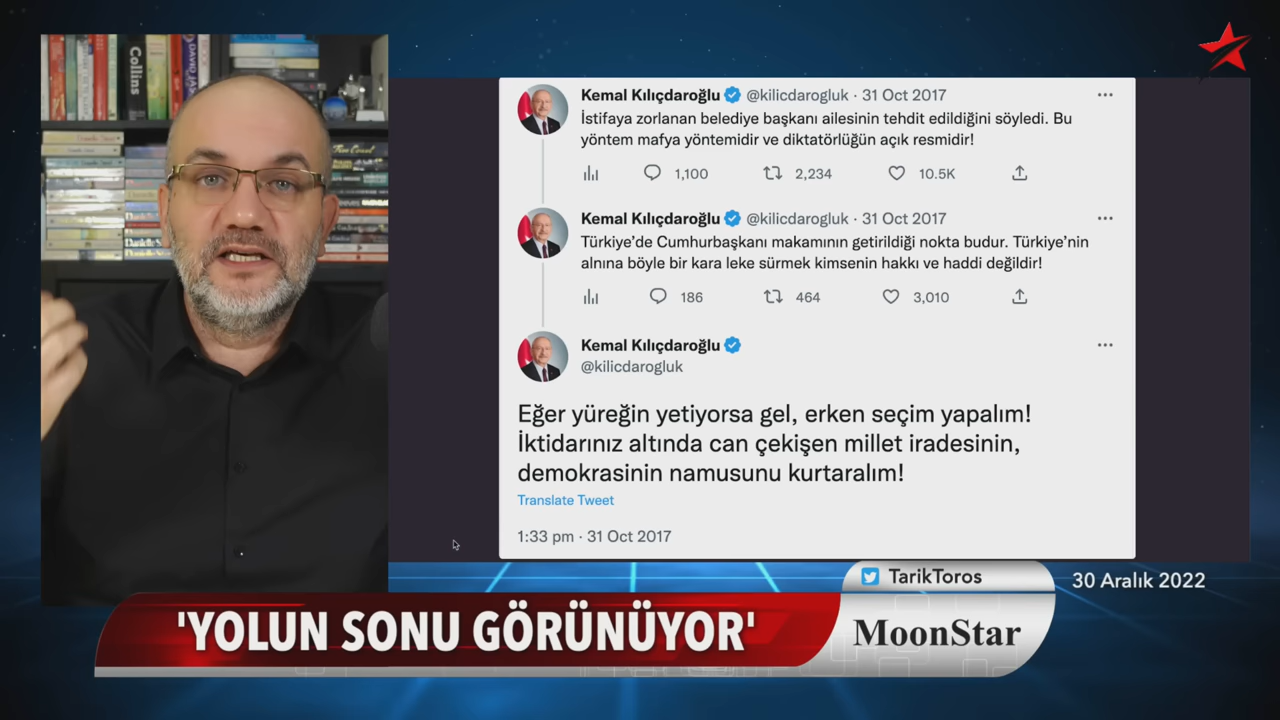 Collins
DAVID JA
Kemal Kılıçdaroğlu @kilicdarogluk · 31 Oct 2017
İstifaya zorlanan belediye başkanı ailesinin tehdit edildiğini söyledi. Bu
yöntem mafya yöntemidir ve diktatörlüğün açık resmidir!
1,100 2,234 10.5K
Kemal Kılıçdaroğlu @kilicdarogluk · 31 Oct 2017
Türkiye'de Cumhurbaşkanı makamının getirildiği nokta budur. Türkiye'nin
alnına böyle bir kara leke sürmek kimsenin hakkı ve haddi değildir!
186 464 3,010
Kemal Kılıçdaroğlu
@kilicdarogluk
Eğer yüreğin yetiyorsa gel, erken seçim yapalım!
İktidarınız altında can çekişen millet iradesinin,
demokrasinin namusunu kurtaralım!
Translate Tweet
1:33 pm · 31 Oct 2017
TarikToros
30 Aralık 2022
'YOLUN SONU GÖRÜNÜYOR'
MoonStar